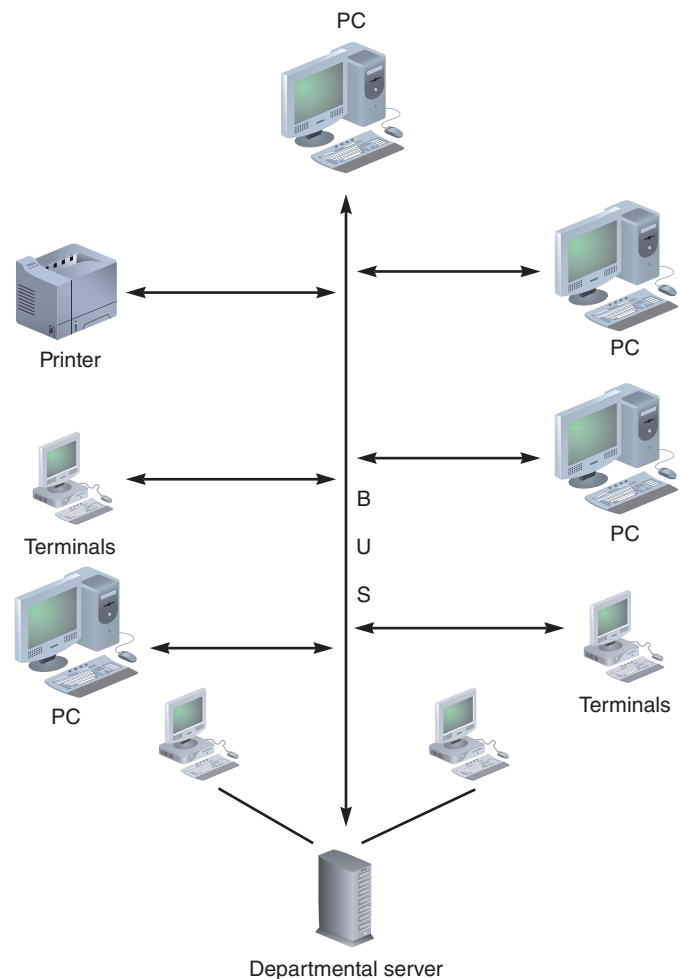 PC
Printer
PC
Terminals
B
U
S
PC
PC
Terminals
Departmental server